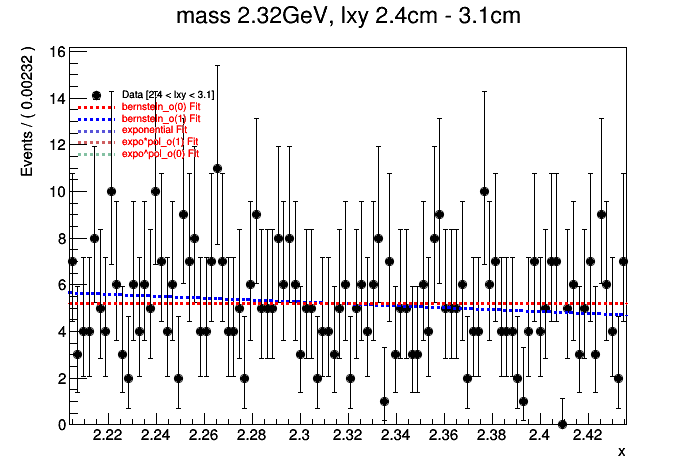 mass 2.32GeV, lxy 2.4cm - 3.1cm
Events / ( 0.00232 )
16
14
12
10
8
6
4
2
0
Data [2.4 < lxy < 3.1]
bernstein_o(0) Fit
bernstein_o(1) Fit
exponential Fit
expo*pol_o(1) Fit
expo^pol_o(0) Fit
2.22 2.24 2.26 2.28 2.3 2.32 2.34 2.36 2.38 2.4 2.42
x